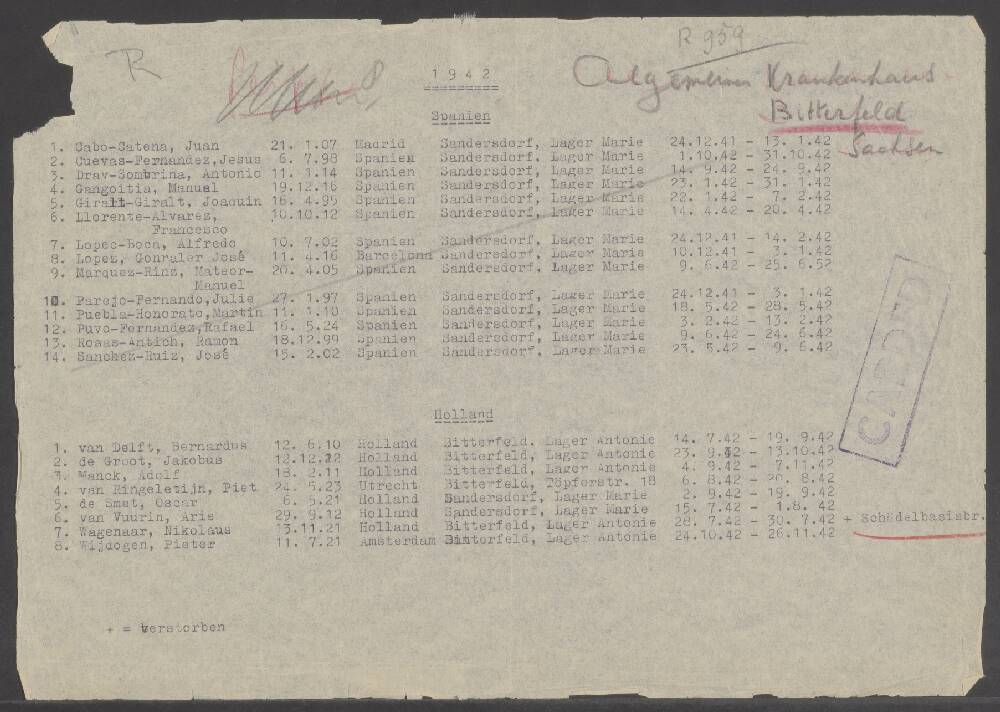 R
R 959
1942
Algemeines Krankenhaus
Bitterfeld
Sachsen
Spanien
1. Cabo-Catena, Juan 21. 1.07 Madrid Sandersdorf, Lager Marie 24.12.41 - 13. 1.42
2. Cuevas-Fernandez,Jesus 6. 7.98 Spanien Sandersdorf, Lager Marie 1.10.42 - 31.10.42
3. Drav-Sombrina, Antonio 11. 1.14 Spanien Sandersdorf, Lager Marie 14. 9.42 - 24. 9.42
4. Gangoitia, Manuel 19.12.16 Spanien Sandersdorf, Lager Marie 23. 1.42 - 31. 1.42
5. Giralt-Giralt, Joaquin 16. 4.95 Spanien Sandersdorf, Lager Marie 22. 1.42 - 7. 2.42
6. Llorente-Alvarez, 10.10.12 Spanien Sandersdorf, Lager Marie 14. 4.42 - 20. 4.42
Francesco
7. Lopec-Boca, Alfredo 10. 7.02 Spanien Sandersdorf, Lager Marie 24.12.41 - 14. 2.42
8. Lopez, Gonraler José 11. 4.16 Barcelona Sandersdorf, Lager Marie 10.12.41 - 3. 1.42
9. Marquez-Rinz, Mateor- 20. 4.05 Spanien Sandersdorf. Lager Marie 9. 6.42 - 25. 6.52
Manuel
10. Parejo-Fernando,Julie 27. 1.97 Spanien Sandersdorf, Lager Marie 24.12.41 - 3. 1.42
11. Puebla-Honorato,Martin 11. 1.10 Spanien Sandersdorf, Lager Marie 18. 5.42 - 28. 5.42
12. Puvo-Fernandez,Rafael 16. 5.24 Spanien Sandersdorf, Lager Marie 3. 2.42 - 13. 2.42
13. Rosas-Antich, Ramon 18.12.99 Spanien Sandersdorf, Lager Marie 9. 6.42 - 24. 6.42
14. Sanchez-Ruiz, José 15. 2.02 Spanien Sandersdorf, Lager Marie 23. 5.42 - 9. 6.42
CARDED
Holland
1. van Delft, Bernardus 12. 6.10 Holland Bitterfeld. Lager Antonie 14. 7.42 - 19. 9.42
2. de Groot, Jakobus 12.12.22 Holland Bitterfeld, Lager Antonie 23. 9.42 - 13.10.42
3. Manck, Adolf 18. 2.11 Holland Bitterfeld, Lager Antonie 4. 9.42 - 7.11.42
4. van Ringeletijn, Piet 24. 5.23 Utrecht Bitterfeld, Töpferstr. 18 6. 8.42 - 20. 8.42
5. de Smet, Oscar 6. 5.21 Holland Sandersdorf, Lager Marie 2. 9.42 - 19. 9.42
6. van Vuurin, Arie 29. 9.12 Holland Sandersdorf, Lager Marie 15. 7.42 - 1.8. 42
7. Wagenaar, Nikolaus 13.11.21 Holland Bitterfeld, Lager Antonie 28. 7.42 - 30. 7.42 + Schädelbasisbr.
8. Wijdogen, Pieter 11. 7.21 Amsterdam Bitterfeld, Lager Antonie 24.10.42 - 26.11.42
+ = verstorben